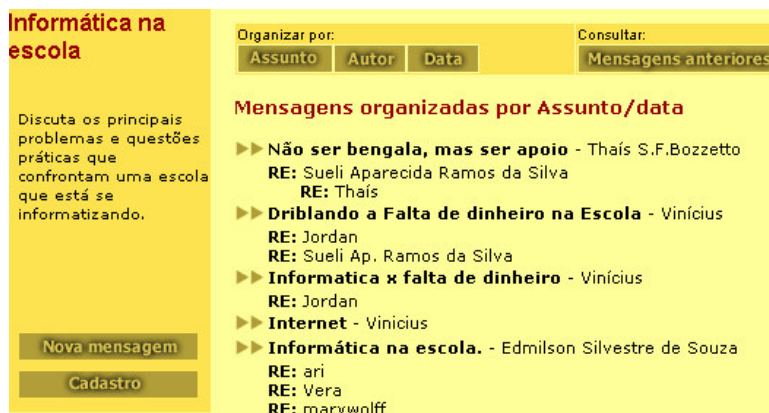 Informática na
escola
Discuta os principais
problemas e questões
práticas que
confrontam uma escola
que está se
informatizando.
Nova mensagem
Cadastro
Organizar por:
Assunto Autor Data
Consultar:
Mensagens anteriores
Mensagens organizadas por Assunto/data
Não ser bengala, mas ser apoio - Thaís S.F.Bozzetto
RE: Sueli Aparecida Ramos da Silva
RE: Thaís
Driblando a Falta de dinheiro na Escola - Vinícius
RE: Jordan
RE: Sueli Ap. Ramos da Silva
Informatica x falta de dinheiro - Vinícius
RE: Jordan
Internet - Vinicius
Informática na escola. - Edmilson Silvestre de Souza
RE: ari
RE: Vera
RE: marywolff